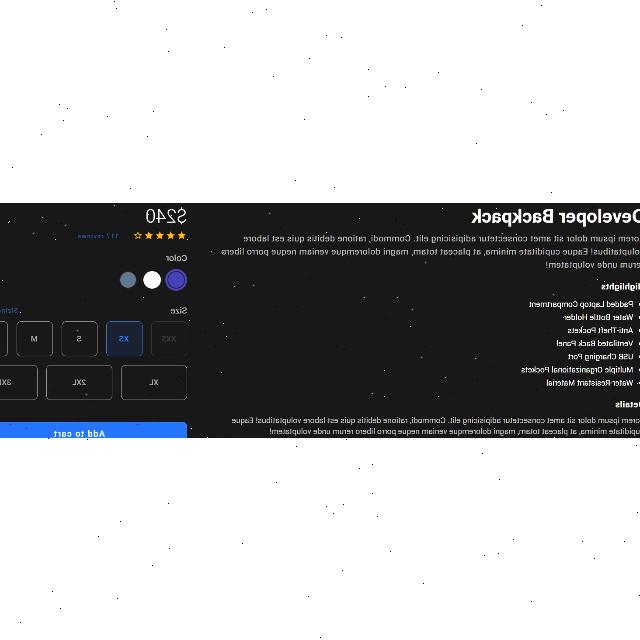 Developer Backpack
orem ipsum dolor sit amet consectetur adipisicing elit. Commodi, ratione debitis quis est labore
oluptatibus! Eaque cupiditate minima, at placeat totam, magni doloremque veniam neque porro libero
erum unde voluptatem!
Highlights
• Padded Laptop Compartment
• Water Bottle Holder
• Anti-Theft Pockets
• Ventilated Back Panel
• USB Charging Port
• Multiple Organizational Pockets
• Water-Resistant Material
etails
orem ipsum dolor sit amet consectetur adipisicing elit. Commodi, ratione debitis quis est labore voluptatibus! Eaque
cupiditate minima, at placeat totam, magni doloremque veniam neque porro libero rerum unde voluptatem!
$240
117 reviews
Color
Size
Sizing
XXS XS S M
XL 2XL 3XL
Add to cart